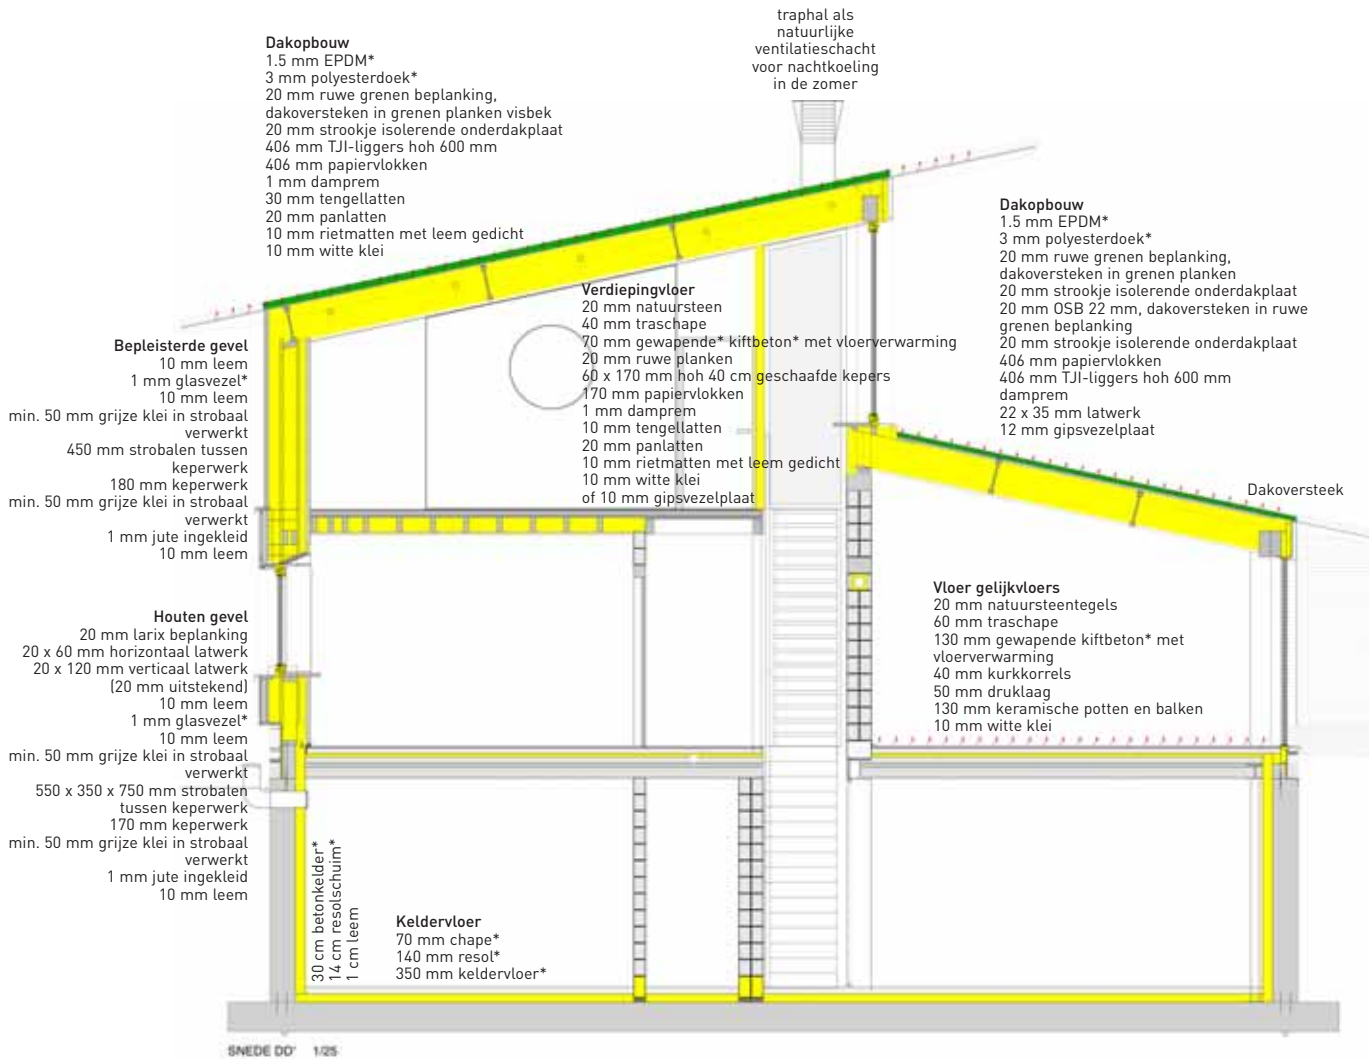 traphal als
natuurlijke
ventilatieschacht
voor nachtkoeling
in de zomer
Dakopbouw
1.5 mm EPDM*
3 mm polyesterdoek*
20 mm ruwe grenen beplanking,
dakoversteken in grenen planken visbek
20 mm strookje isolerende onderdakplaat
406 mm TJI-liggers hoh 600 mm
406 mm papiervlokken
1 mm damprem
30 mm tengellatten
20 mm panlatten
10 mm rietmatten met leem gedicht
10 mm witte klei
Dakopbouw
1.5 mm EPDM*
3 mm polyesterdoek*
20 mm ruwe grenen beplanking,
dakoversteken in grenen planken
20 mm strookje isolerende onderdakplaat
20 mm OSB 22 mm, dakoversteken in ruwe
grenen beplanking
20 mm strookje isolerende onderdakplaat
406 mm papiervlokken
406 mm TJI-liggers hoh 600 mm
damprem
22 x 35 mm latwerk
12 mm gipsvezelplaat
Verdiepingvloer
20 mm natuursteen
40 mm traschape
70 mm gewapende* kiftbeton* met vloerverwarming
20 mm ruwe planken
60 x 170 mm hoh 40 cm geschaafde kepers
170 mm papiervlokken
1 mm damprem
10 mm tengellatten
20 mm panlatten
10 mm rietmatten met leem gedicht
10 mm witte klei
of 10 mm gipsvezelplaat
Bepleisterde gevel
10 mm leem
1 mm glasvezel*
10 mm leem
min. 50 mm grijze klei in strobaal
verwerkt
450 mm strobalen tussen
keperwerk
180 mm keperwerk
min. 50 mm grijze klei in strobaal
verwerkt
1 mm jute ingekleid
10 mm leem
Dakoversteek
Houten gevel
20 mm larix beplanking
20 x 60 mm horizontaal latwerk
20 x 120 mm verticaal latwerk
(20 mm uitstekend)
10 mm leem
1 mm glasvezel*
10 mm leem
min. 50 mm grijze klei in strobaal
verwerkt
550 x 350 x 750 mm strobalen
tussen keperwerk
170 mm keperwerk
min. 50 mm grijze klei in strobaal
verwerkt
1 mm jute ingekleid
10 mm leem
Vloer gelijkvloers
20 mm natuursteentegels
60 mm traschape
130 mm gewapende kiftbeton* met
vloerverwarming
40 mm kurkkorrels
50 mm druklaag
130 mm keramische potten en balken
10 mm witte klei
30 cm betonkelder*
14 cm resolschuim*
1 cm leem
Keldervloer
70 mm chape*
140 mm resol*
350 mm keldervloer*
SNEDE DD' 1/25